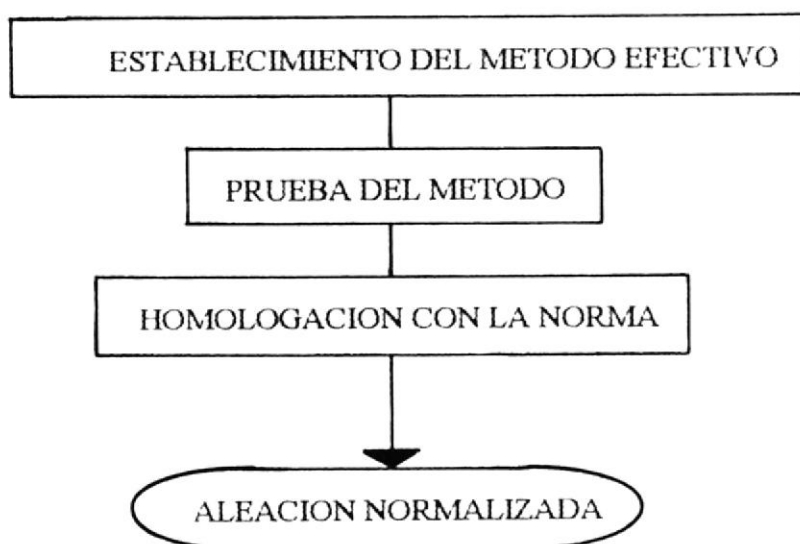 ESTABLECIMIENTO DEL METODO EFECTIVO
PRUEBA DEL METODO
HOMOLOGACION CON LA NORMA
ALEACION NORMALIZADA